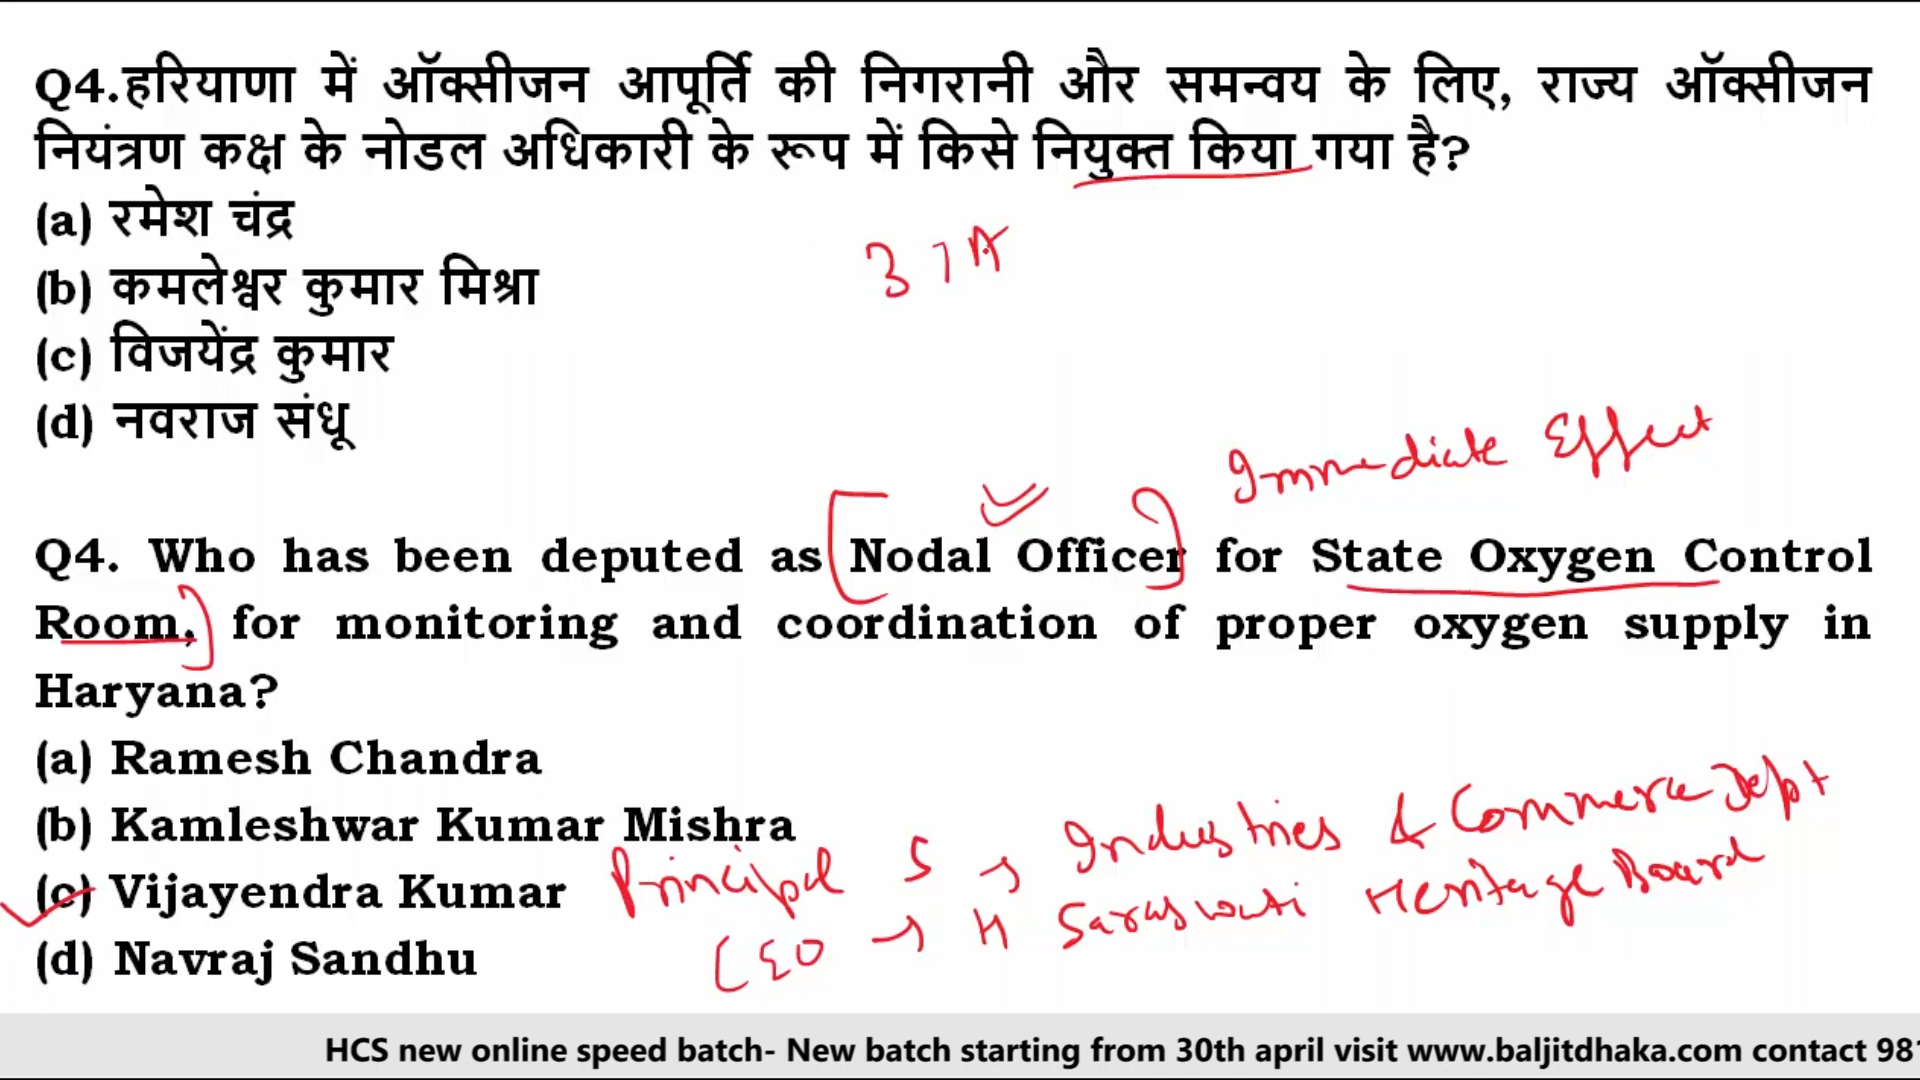 Q4.हरियाणा में ऑक्सीजन आपूर्ति की निगरानी और समन्वय के लिए, राज्य ऑक्सीजन
नियंत्रण कक्ष के नोडल अधिकारी के रूप में किसे नियुक्त किया गया है?
(a) रमेश चंद्र
(b) कमलेश्वर कुमार मिश्रा
(c) विजयेंद्र कुमार
(d) नवराज संधू
Immediate Effect
Q4. Who has been deputed as Nodal Officer for State Oxygen Control
Room, for monitoring and coordination of proper oxygen supply in
Haryana?
(a) Ramesh Chandra
(b) Kamleshwar Kumar Mishra
(c) Vijayendra Kumar
Principal S → Industries & Commerce Dept
CEO → H Saraswati Heritage Board
(d) Navraj Sandhu
HCS new online speed batch- New batch starting from 30th april visit www.baljitdhaka.com contact 98